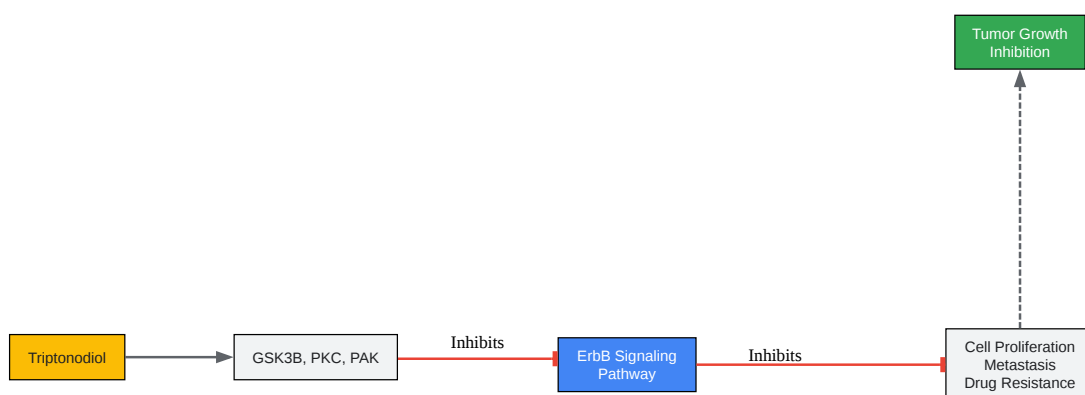 Tumor Growth
Inhibition
Triptonodiol
GSK3B, PKC, PAK
Inhibits
ErbB Signaling
Pathway
Inhibits
Cell Proliferation
Metastasis
Drug Resistance